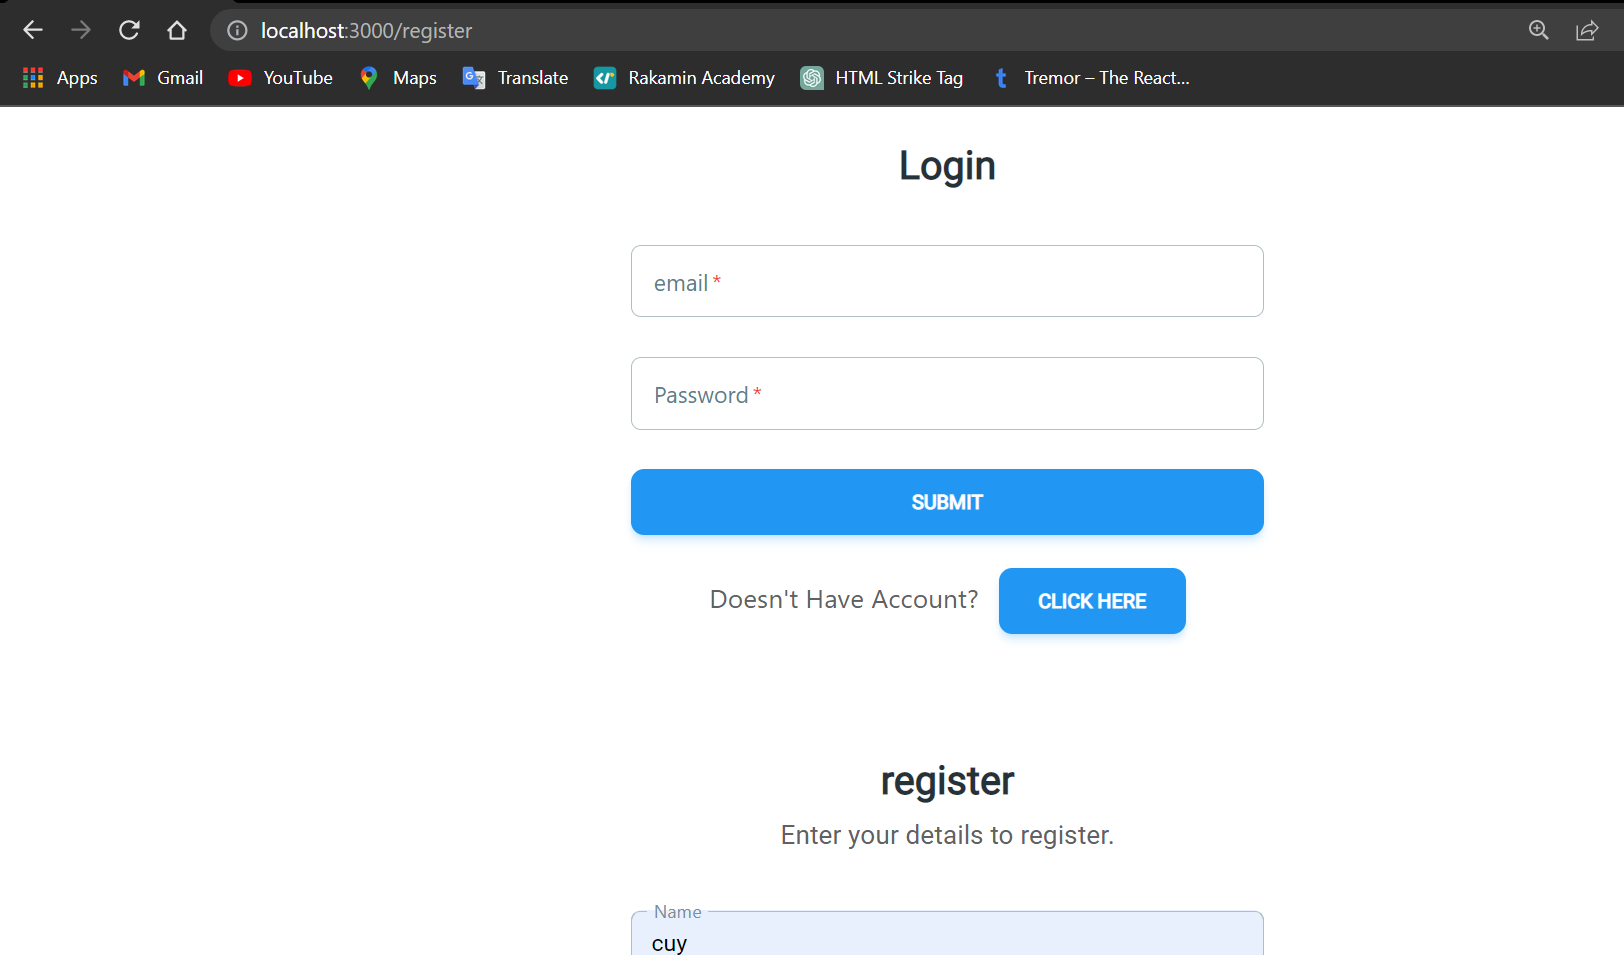 localhost:3000/register
Apps Gmail YouTube Maps Translate Rakamin Academy HTML Strike Tag Tremor – The React...
Login
email *
Password *
SUBMIT
Doesn't Have Account? CLICK HERE
register
Enter your details to register.
Name
cuy